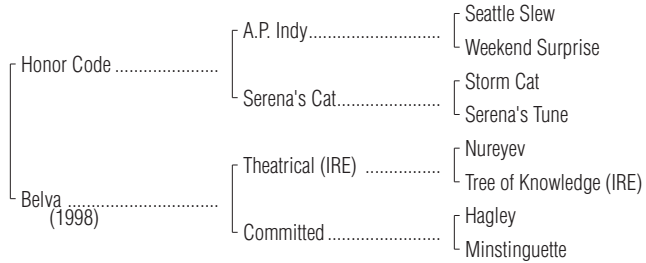 Seattle Slew
A.P. Indy..............................
Weekend Surprise
Honor Code .......................
Storm Cat
Serena's Cat........................
Serena's Tune
Nureyev
Theatrical (IRE) .................
Tree of Knowledge (IRE)
Belva ...........................
(1998)
Hagley
Committed .........................
Minstinguette